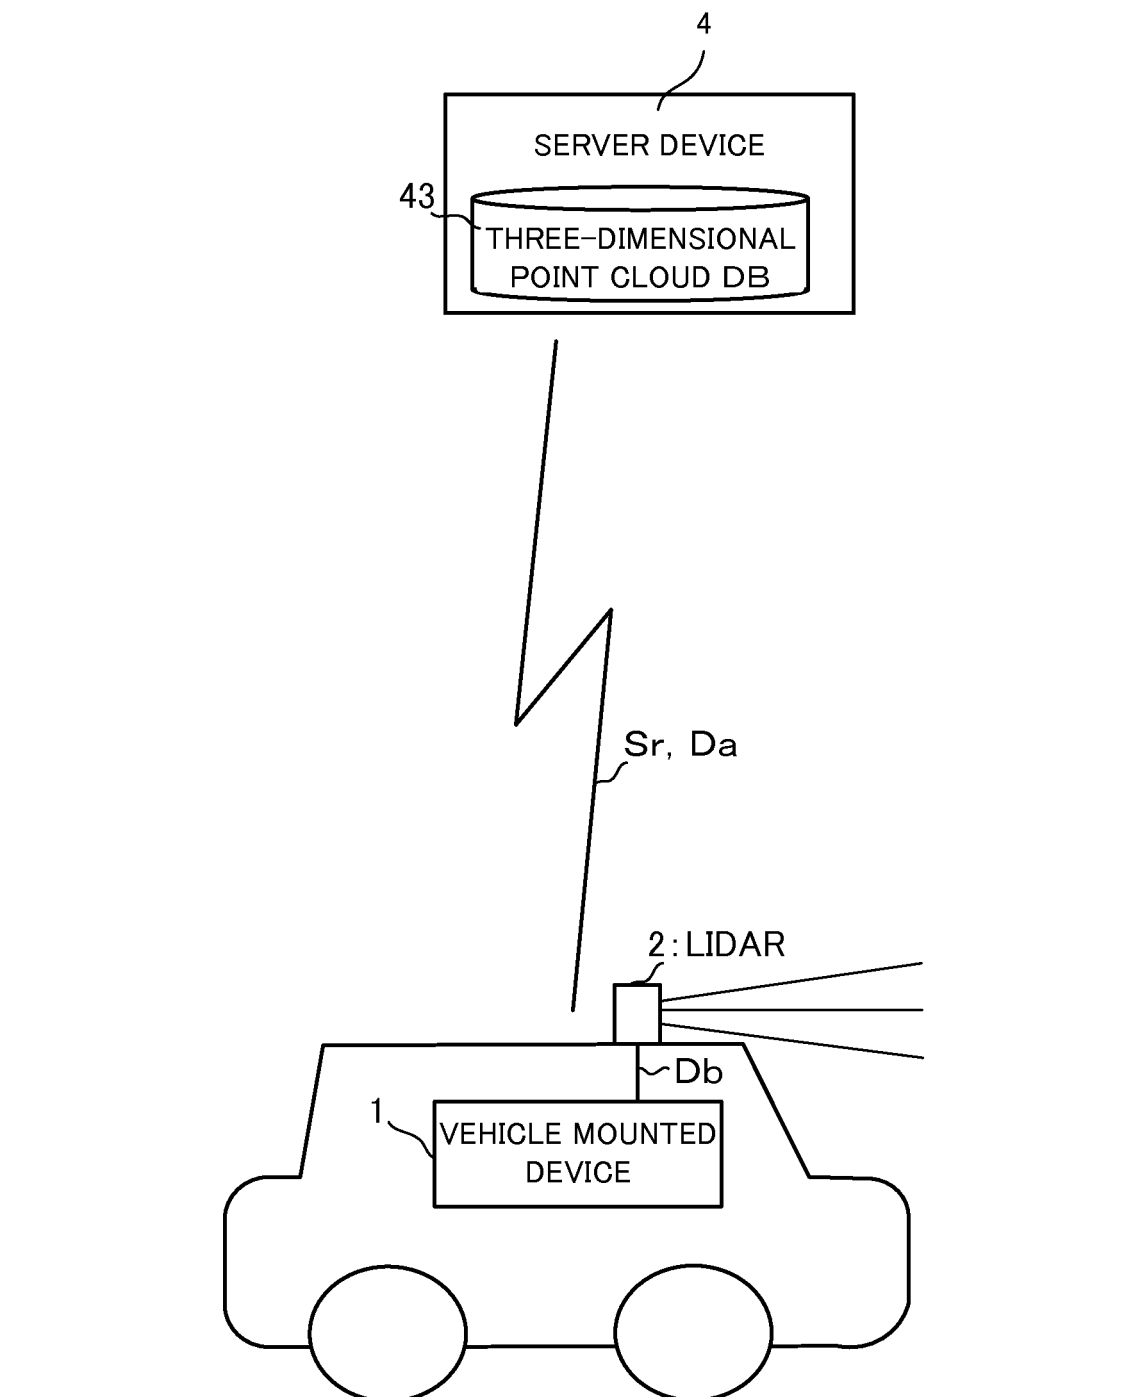 4
SERVER DEVICE
43
THREE-DIMENSIONAL
POINT CLOUD DB
Sr, Da
2:LIDAR
Db
1
VEHICLE MOUNTED
DEVICE